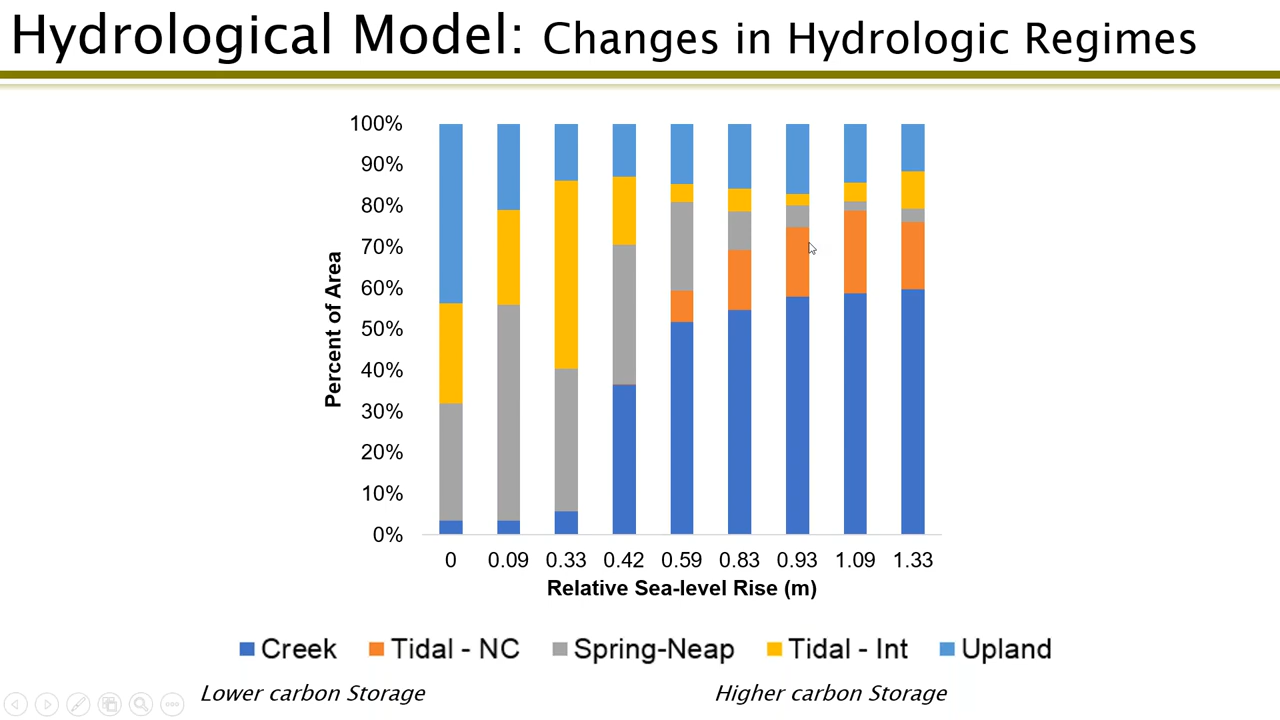 Hydrological Model: Changes in Hydrologic Regimes
100%
90%
80%
70%
60%
50%
40%
30%
20%
10%
0%
Percent of Area
0 0.09 0.33 0.42 0.59 0.83 0.93 1.09 1.33
Relative Sea-level Rise (m)
Creek Tidal - NC Spring-Neap Tidal - Int Upland
Lower carbon Storage Higher carbon Storage